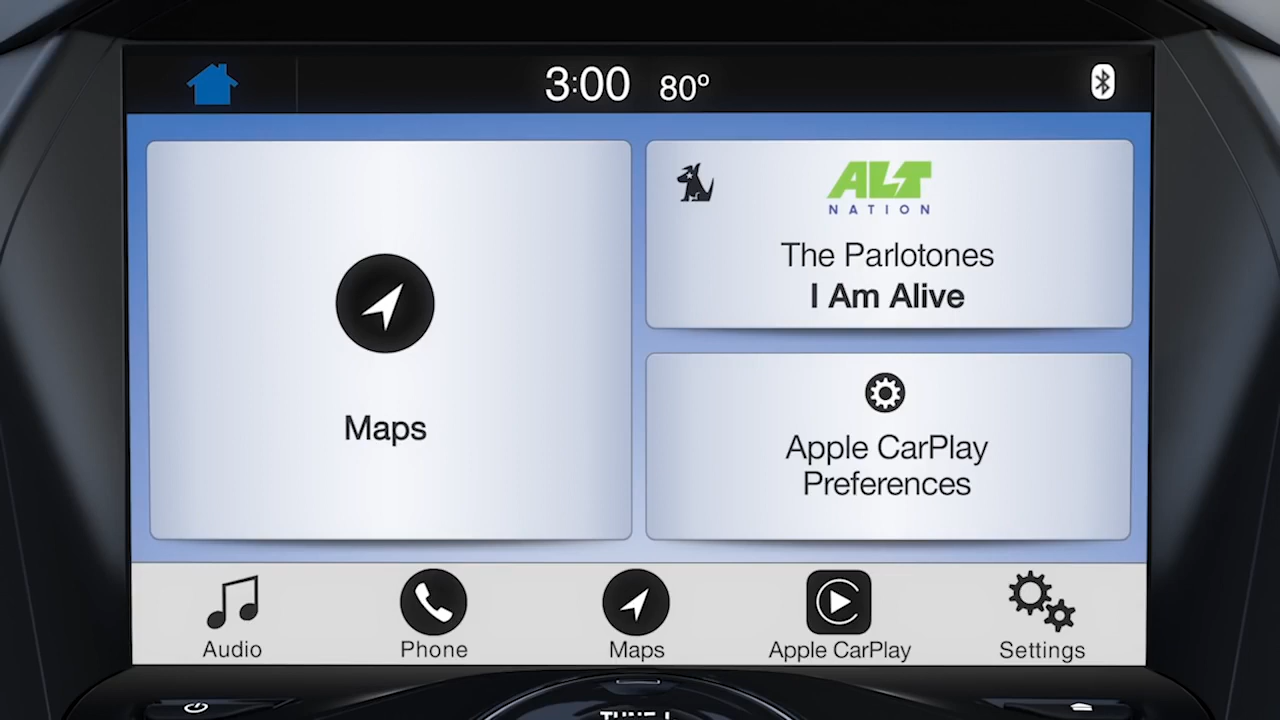 3:00 80°
ALT
NATION
The Parlotones
I Am Alive
Maps
Apple CarPlay
Preferences
Audio Phone Maps Apple CarPlay Settings